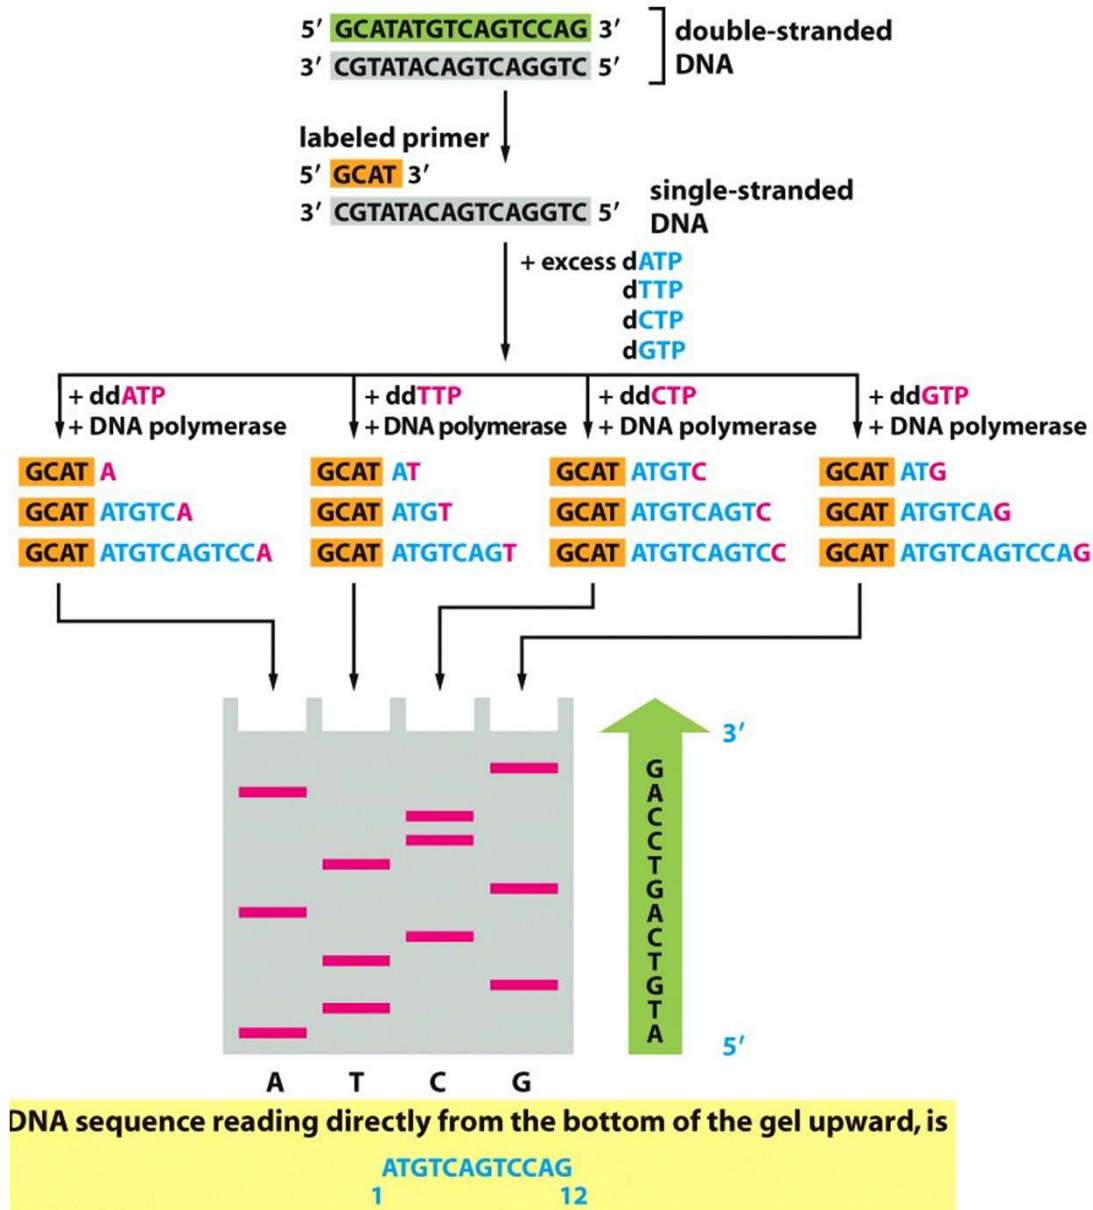 5′ GCATATGTCAGTCCAG 3′
3′ CGTATACAGTCAGGTC 5′
double-stranded
DNA
labeled primer
5′ GCAT 3′
3′ CGTATACAGTCAGGTC 5′
single-stranded
DNA
+ excess dATP
dTTP
dCTP
dGTP
+ ddATP
+ DNA polymerase
GCAT A
GCAT ATGTCA
GCAT ATGTCAGTCCA
+ ddTTP
+ DNA polymerase
GCAT AT
GCAT ATGT
GCAT ATGTCAGT
+ ddCTP
+ DNA polymerase
GCAT ATGTC
GCAT ATGTCAGTC
GCAT ATGTCAGTCC
+ ddGTP
+ DNA polymerase
GCAT ATG
GCAT ATGTCAG
GCAT ATGTCAGTCCAG
3′
G
A
C
C
T
G
A
C
T
G
T
A
5′
A T C G
DNA sequence reading directly from the bottom of the gel upward, is
ATGTCAGTCCAG
1 12